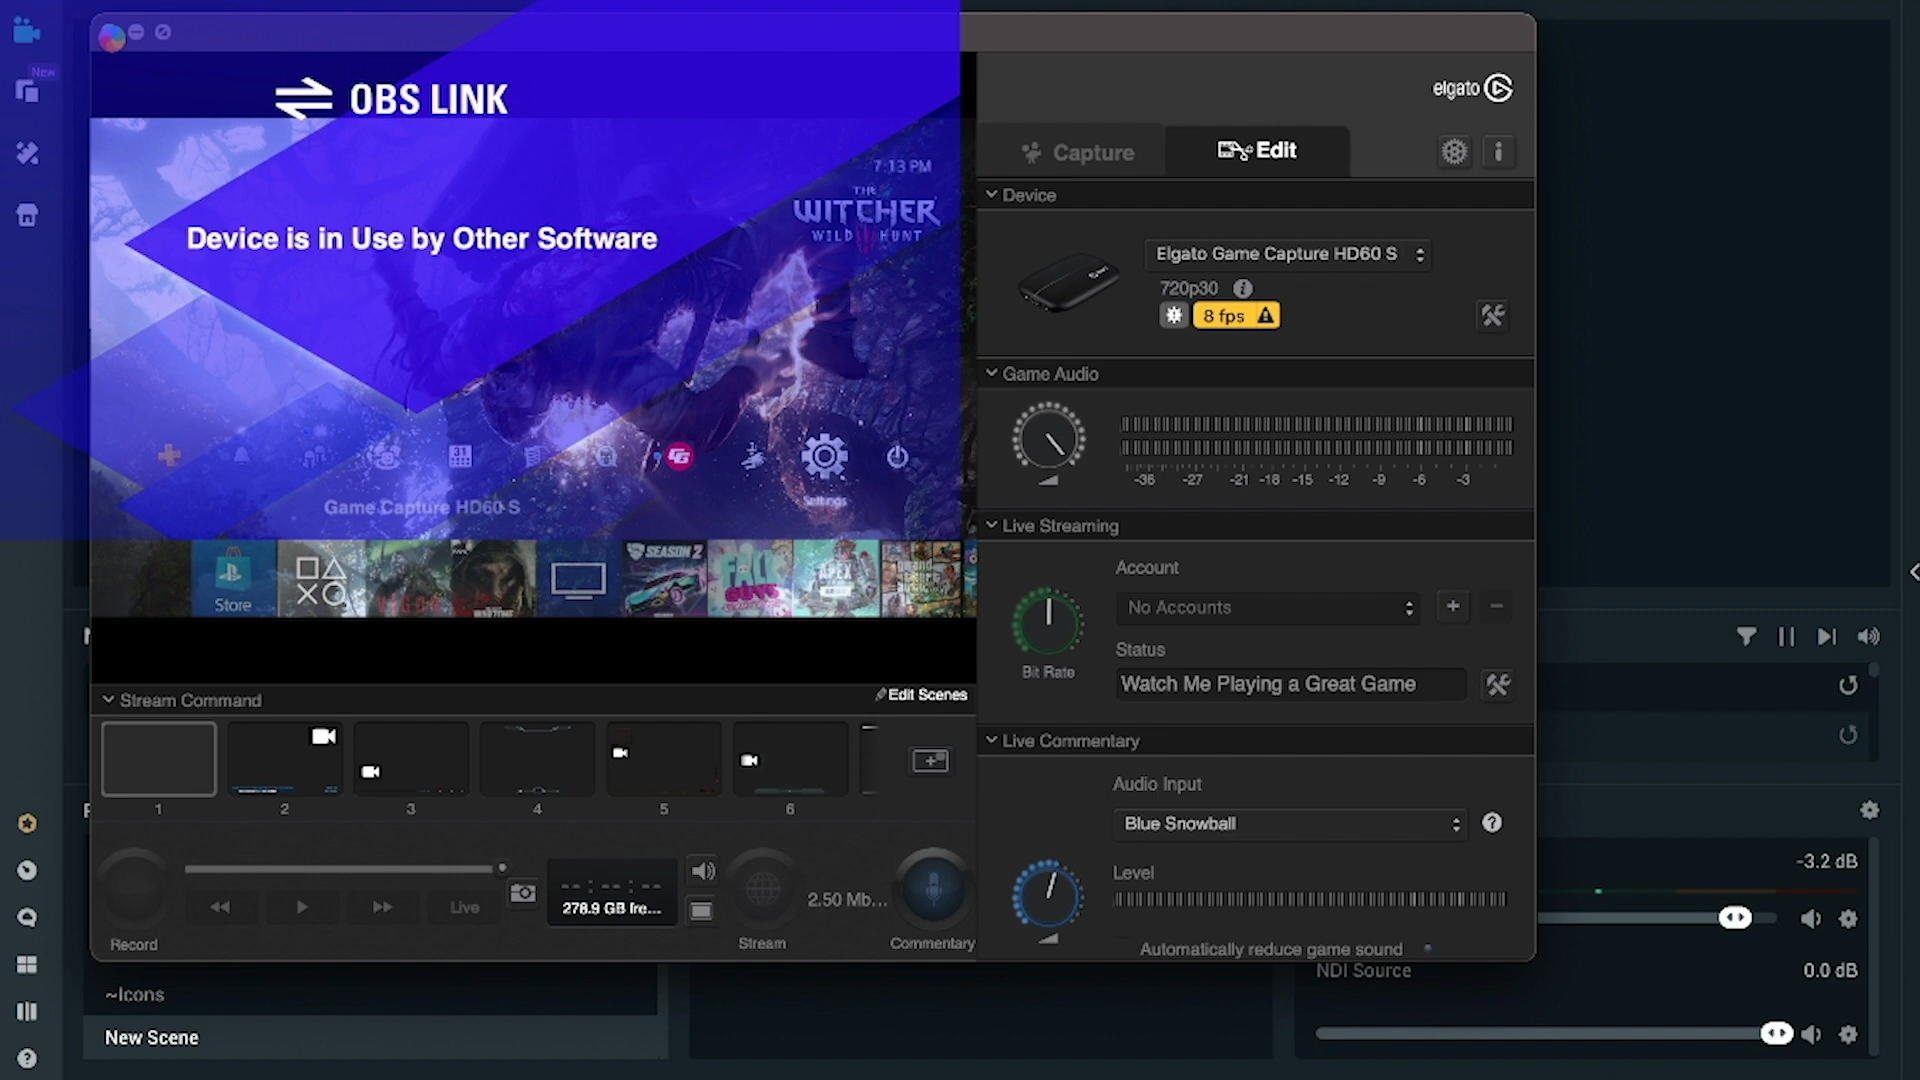 New
OBS LINK
Device is in Use by Other Software
7:13 PM
THE
WITCHER
WILD HUNT
31
Settings
Game Capture HD60 S
Store
SEASON 2
FALL
GUYS
APEX
Stream Command
Edit Scenes
1
2
3
4
5
6
Live
278.9 GB fre...
2.50 Mb...
Record
Stream
Commentary
elgato
Capture
Edit
Device
Elgato Game Capture HD60 S
720p30
8 fps
Game Audio
-36 -27 -21 -18 -15 -12 -9 -6 -3
Live Streaming
Account
No Accounts
Bit Rate
Status
Watch Me Playing a Great Game
Live Commentary
Audio Input
Blue Snowball
Level
Automatically reduce game sound
-3.2 dB
NDI Source
0.0 dB
~Icons
New Scene